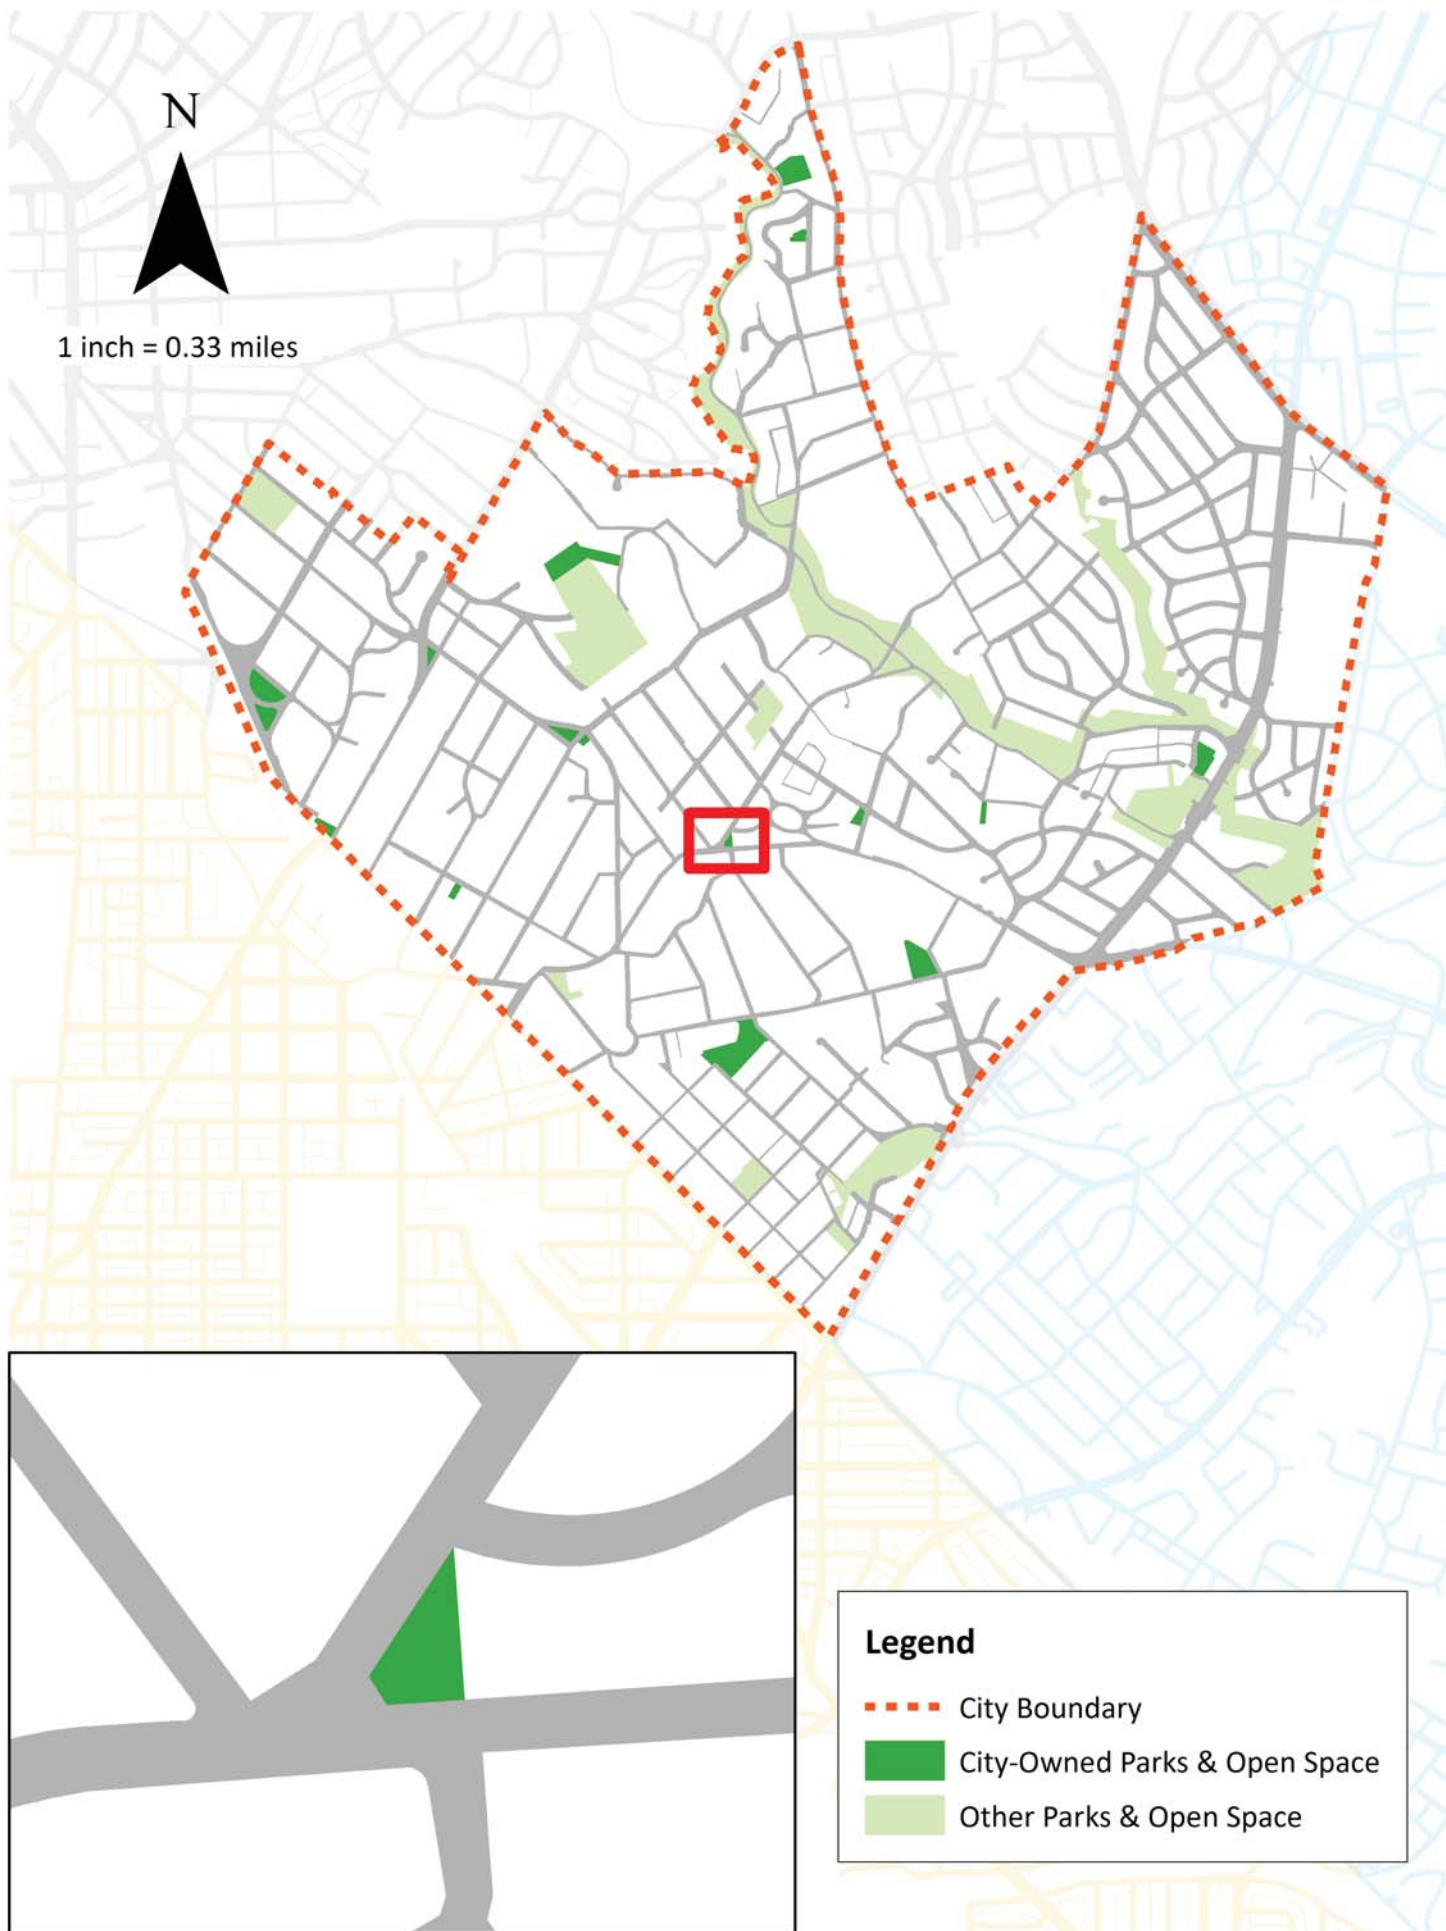 N
1 inch = 0.33 miles
Legend
City Boundary
City-Owned Parks & Open Space
Other Parks & Open Space